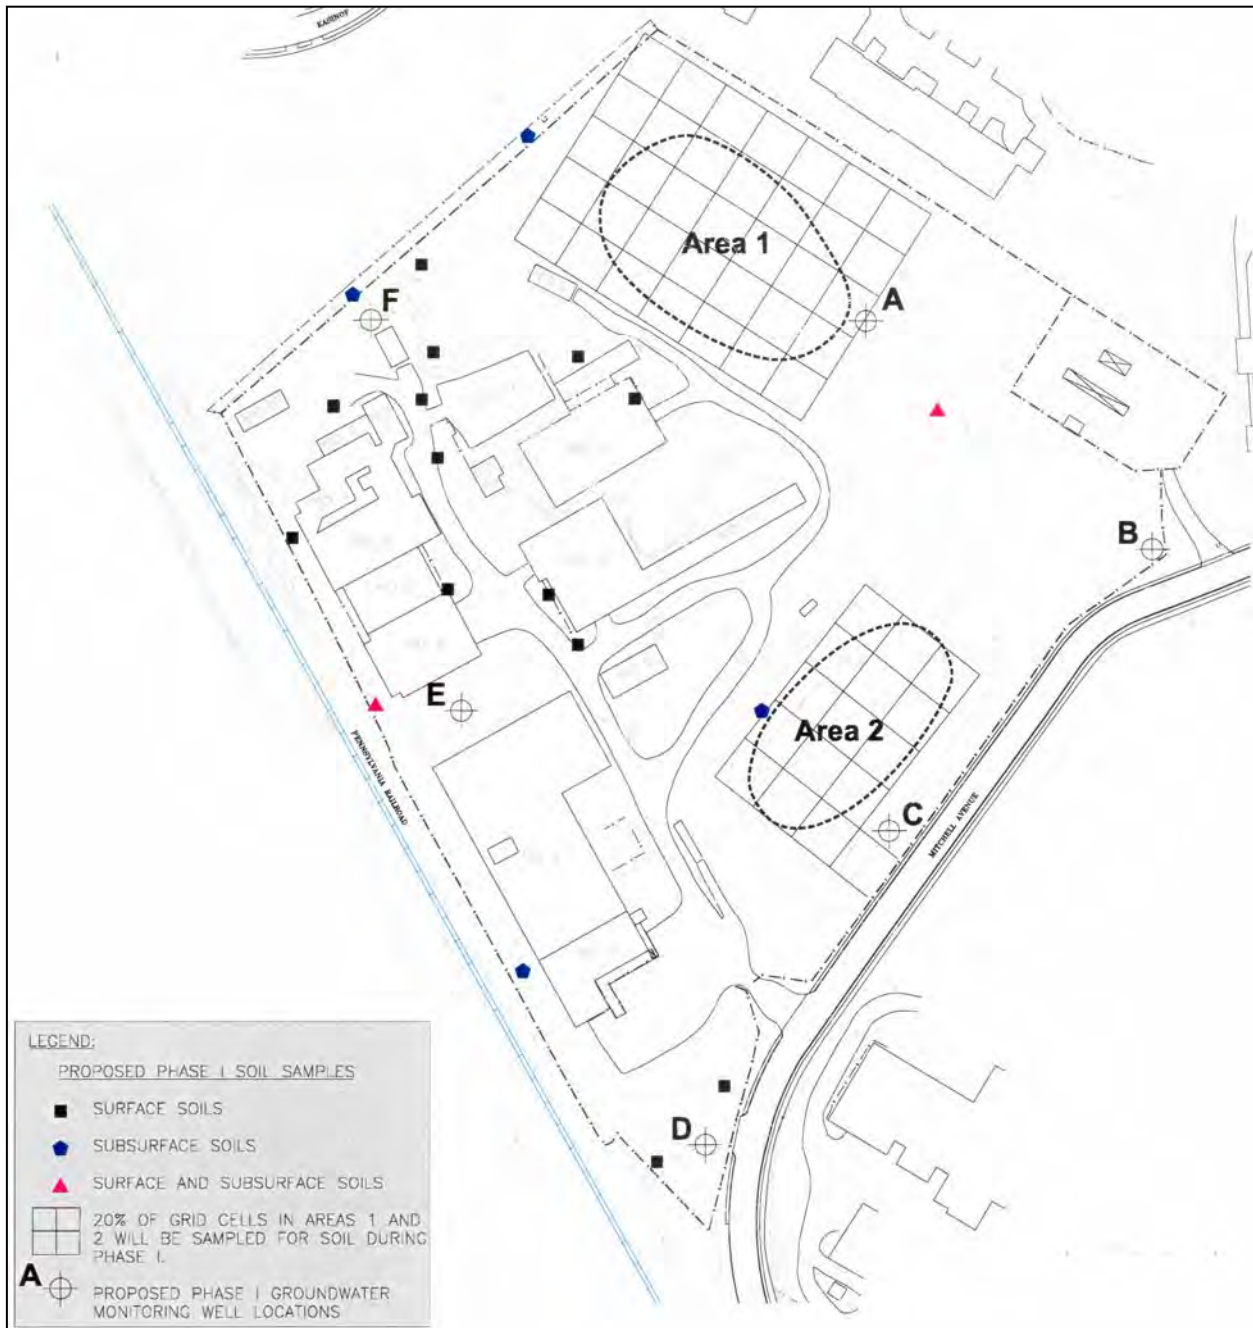 KASINOF
Area 1
A
F
B
E
Area 2
C
PENNSYLVANIA RAILROAD
MITCHELL AVENUE
D
LEGEND:
PROPOSED PHASE I SOIL SAMPLES
SURFACE SOILS
SUBSURFACE SOILS
SURFACE AND SUBSURFACE SOILS
20% OF GRID CELLS IN AREAS 1 AND
2 WILL BE SAMPLED FOR SOIL DURING
PHASE I.
A
PROPOSED PHASE I GROUNDWATER
MONITORING WELL LOCATIONS